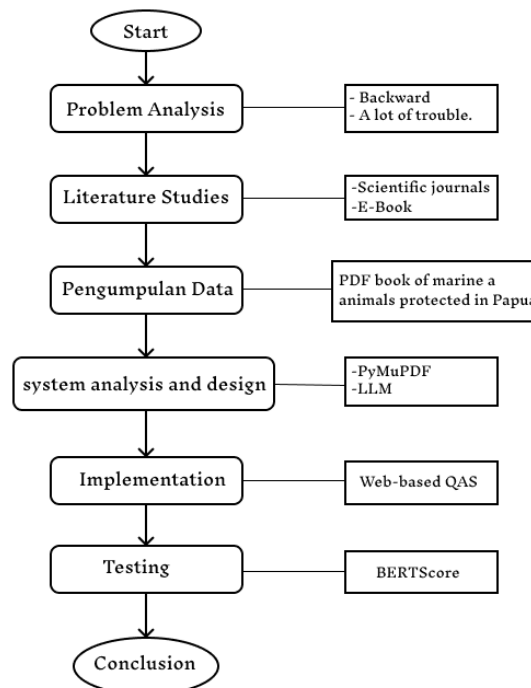 Start
Problem Analysis
- Backward
- A lot of trouble.
Literature Studies
-Scientific journals
-E-Book
Pengumpulan Data
PDF book of marine a
animals protected in Papua
system analysis and design
-PyMuPDF
-LLM
Implementation
Web-based QAS
Testing
BERTScore
Conclusion